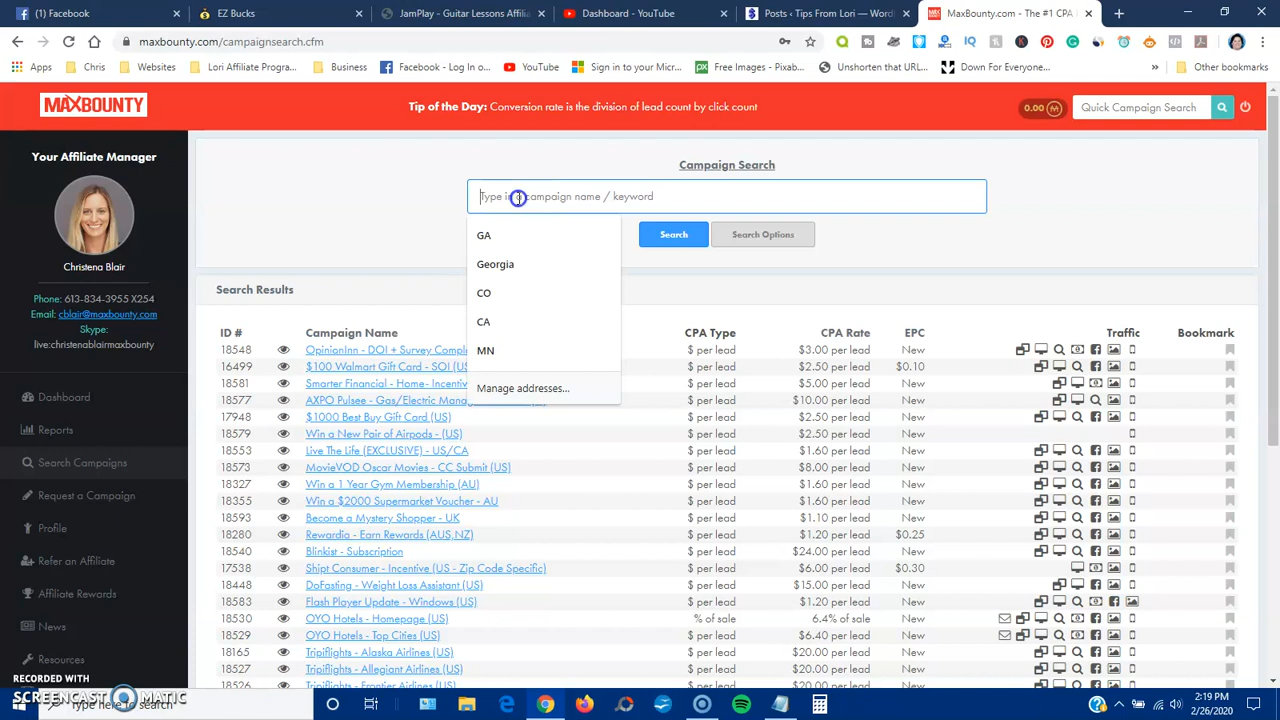 Facebook
EZ Bucks
JamPlay - Guitar Lessons Affilia
Dashboard - YouTube
Posts ‹ Tips From Lori — Word
MaxBounty.com - The #1 CPA
maxbounty.com/campaignsearch.cfm
Apps
Chris
Websites
Lori Affiliate Progra...
Business
Facebook - Log In o...
YouTube
Sign in to your Micr...
Free Images - Pixab...
Unshorten that URL...
Down For Everyone...
Other bookmarks
MAXBOUNTY
Tip of the Day: Conversion rate is the division of lead count by click count
0.00
Quick Campaign Search
Your Affiliate Manager
Christena Blair
Phone: 613-834-3955 X254
Email: cblair@maxbounty.com
Skype:
live:christenablairmaxbounty
Dashboard
Reports
Search Campaigns
Request a Campaign
Profile
Refer an Affiliate
Affiliate Rewards
News
Resources
Campaign Search
Type in a campaign name / keyword
GA
Georgia
CO
CA
MN
Manage addresses...
Search
Search Options
Search Results
ID # Campaign Name CPA Type CPA Rate EPC Traffic Bookmark
18548 OpinionInn - DOI + Survey Comple $ per lead $3.00 per lead New
16499 $100 Walmart Gift Card - SOI (US $ per lead $2.50 per lead $0.10
18581 Smarter Financial - Home- Incentiv $ per lead $5.00 per lead New
18577 AXPO Pulsee - Gas/Electric Manag $ per lead $10.00 per lead New
17948 $1000 Best Buy Gift Card (US) $ per lead $2.50 per lead New
18579 Win a New Pair of Airpods - (US) $ per lead $2.50 per lead New
18553 Live The Life (EXCLUSIVE) - US/CA $ per lead $1.60 per lead New
18573 MovieVOD Oscar Movies - CC Submit (US) $ per lead $8.00 per lead New
18327 Win a 1 Year Gym Membership (AU) $ per lead $1.60 per lead New
18355 Win a $2000 Supermarket Voucher - AU $ per lead $1.60 per lead New
18593 Become a Mystery Shopper - UK $ per lead $1.10 per lead New
18280 Rewardia - Earn Rewards (AUS,NZ) $ per lead $1.20 per lead $0.25
18540 Blinkist - Subscription $ per lead $24.00 per lead New
17538 Shipt Consumer - Incentive (US - Zip Code Specific) $ per lead $6.00 per lead $0.30
18448 DoFasting - Weight Loss Assistant (US) $ per lead $15.00 per lead New
18583 Flash Player Update - Windows (US) $ per lead $1.20 per lead New
18530 OYO Hotels - Homepage (US) % of sale 6.4% of sale New
18529 OYO Hotels - Top Cities (US) $ per lead $6.40 per lead New
18165 Tripiflights - Alaska Airlines (US) $ per lead $20.00 per lead New
18527 Tripiflights - Allegiant Airlines (US) $ per lead $20.00 per lead New
18526 Tripiflights - Frontier Airlines (US) $ per lead $20.00 per lead New
RECORDED WITH
SCREENCAST MATIC
Type here to search
2:19 PM
2/26/2020